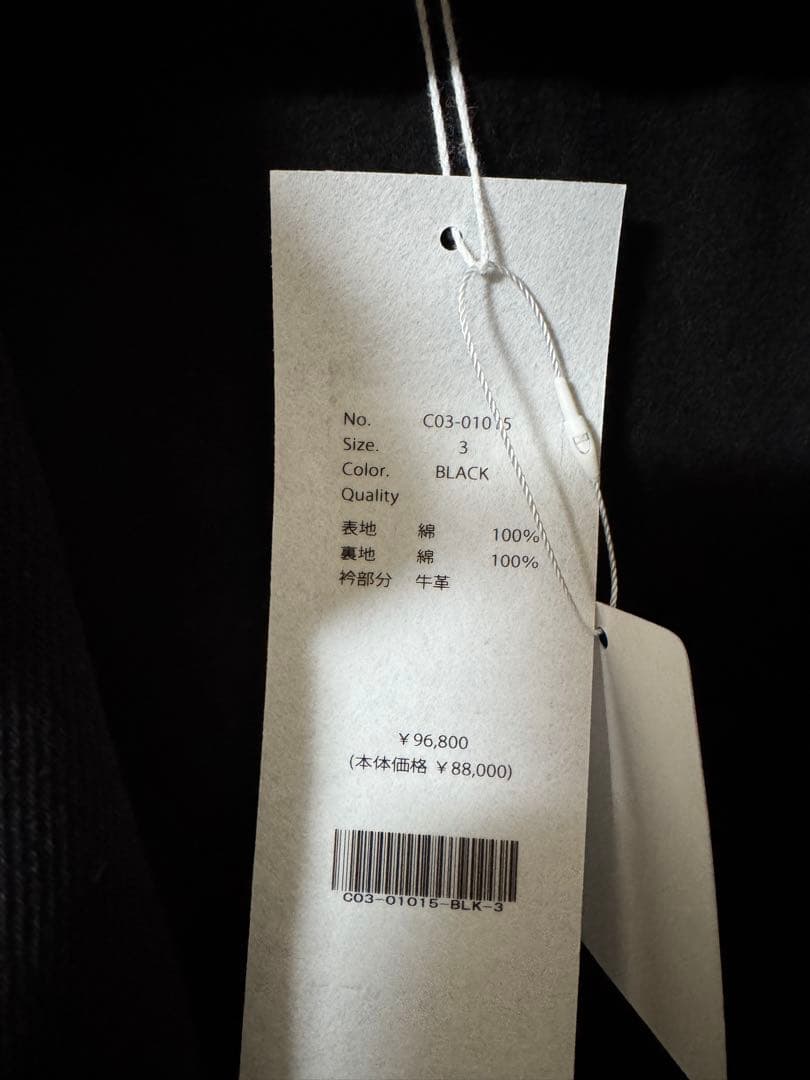 No. C03-01015
Size. 3
Color. BLACK
Quality
表地 綿 100%
裏地 綿 100%
衿部分 牛革
￥96,800
(本体価格 ￥88,000)
C03-01015-BLK-3